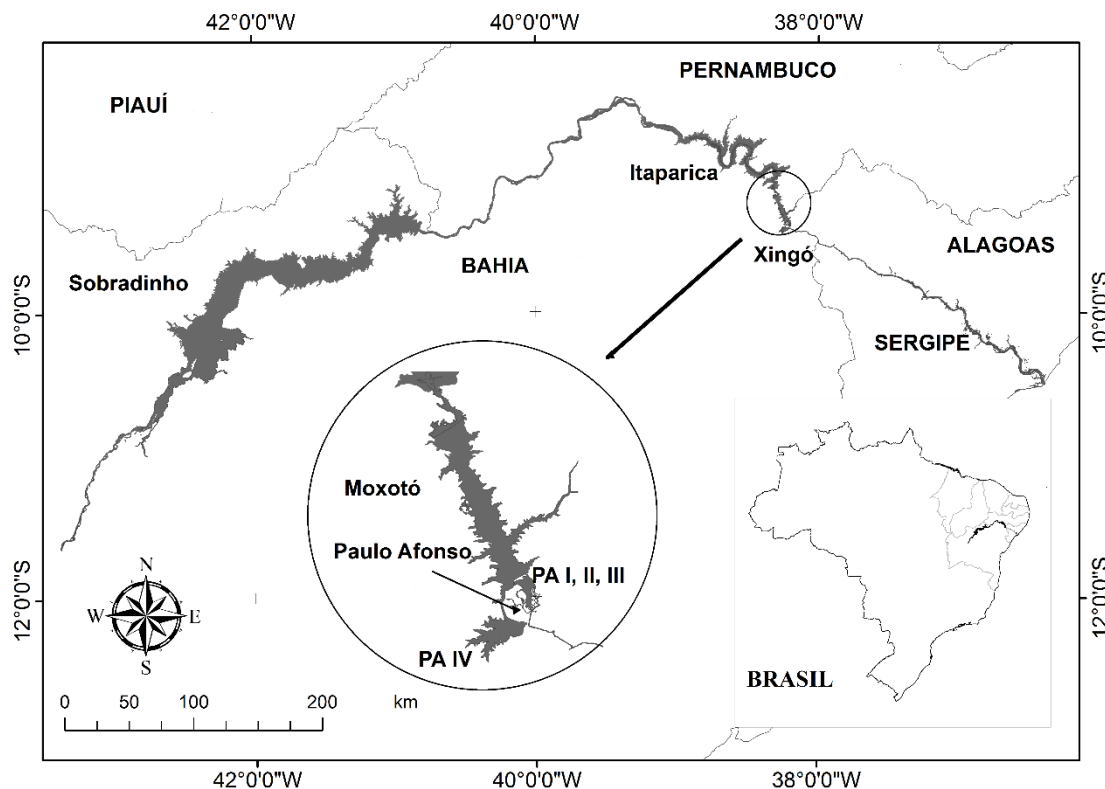 42°0'0"W 40°0'0"W 38°0'0"W
PERNAMBUCO
PIAUÍ
Itaparica
ALAGOAS
Xingó
BAHIA
Sobradinho
10°0'0"S
10°0'0"S
SERGIPE
Moxotó
Paulo Afonso
PA I, II, III
12°0'0"S
12°0'0"S
N
W E
S
PA IV
BRASIL
0 50 100 200 km
42°0'0"W 40°0'0"W 38°0'0"W